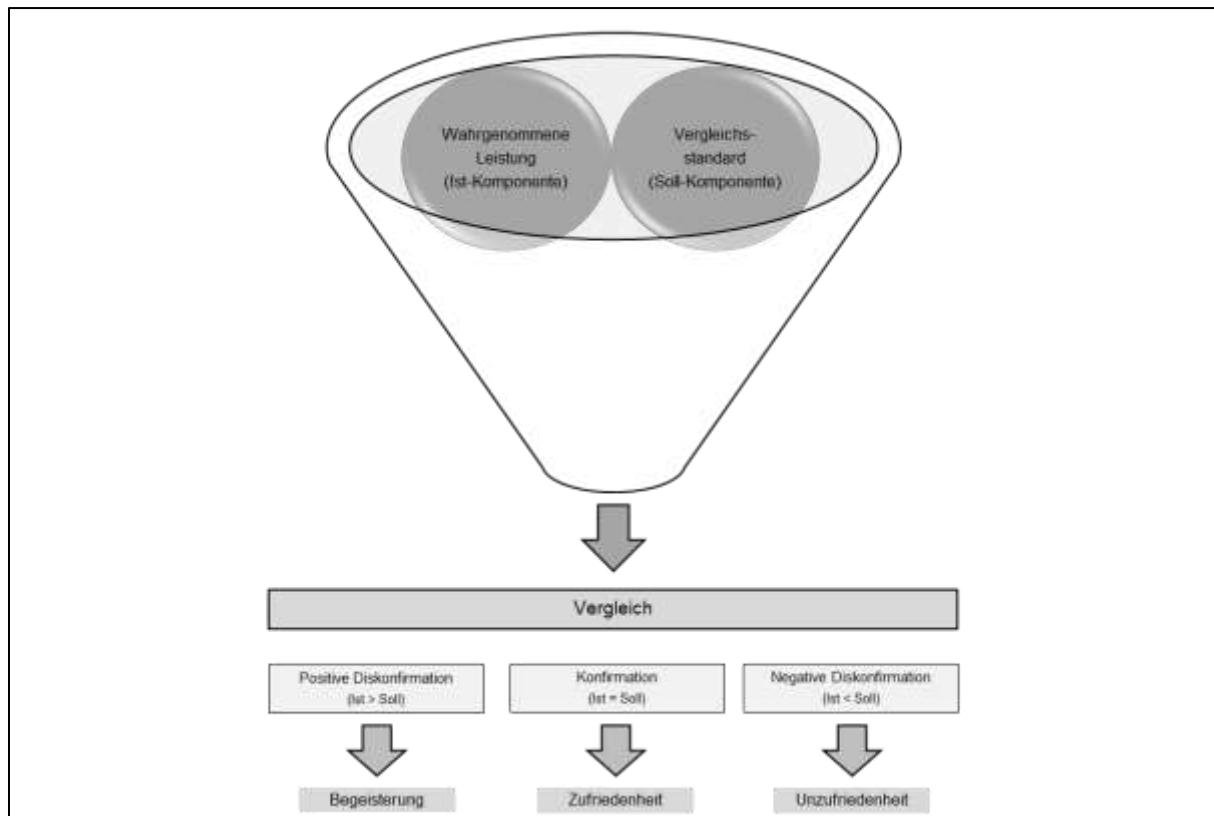 Wahrgenommene
Leistung
(Ist-Komponente)
Vergleichs-
standard
(Soll-Komponente)
Vergleich
Positive Diskonfirmation
(Ist > Soll)
Konfirmation
(Ist = Soll)
Negative Diskonfirmation
(Ist < Soll)
Begeisterung
Zufriedenheit
Unzufriedenheit